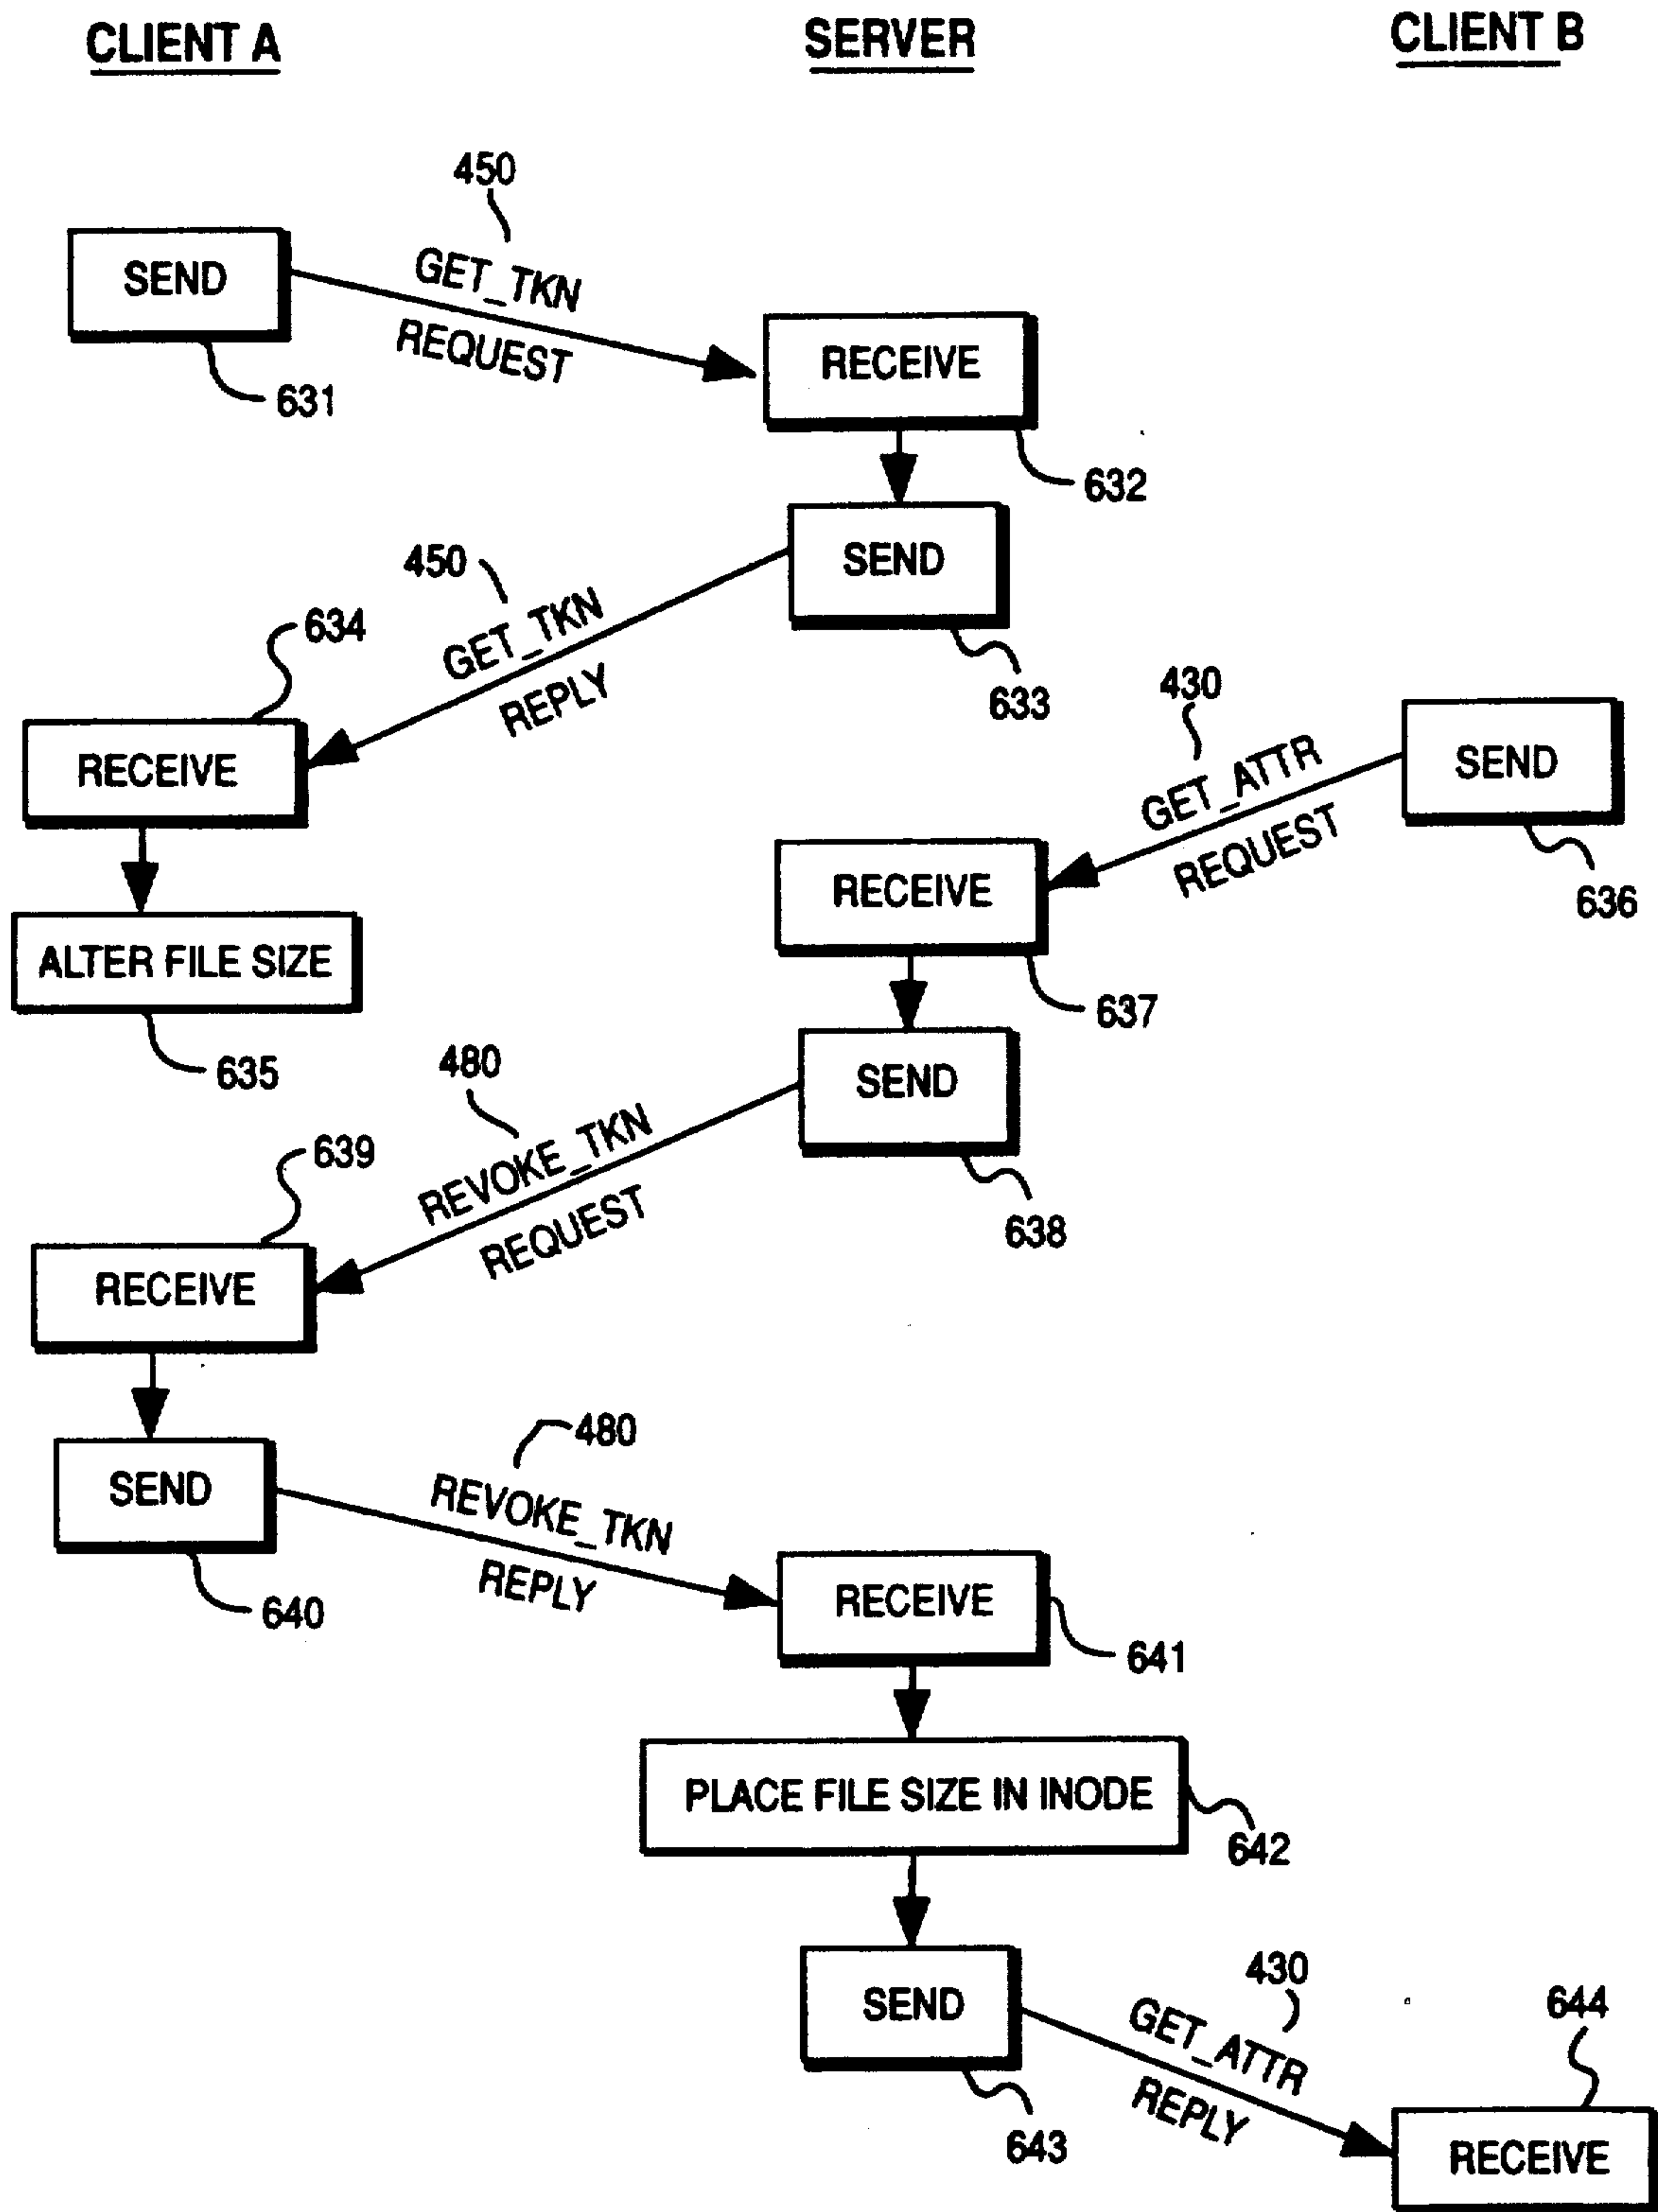 CLIENT A
SERVER
CLIENT B
450
SEND
GET_TKN
REQUEST
631
RECEIVE
632
SEND
633
450
GET_TKN
REPLY
634
RECEIVE
ALTER FILE SIZE
635
430
SEND
GET_ATTR
REQUEST
636
RECEIVE
637
SEND
638
480
REVOKE_TKN
REQUEST
639
RECEIVE
SEND
640
480
REVOKE_TKN
REPLY
RECEIVE
641
PLACE FILE SIZE IN INODE
642
SEND
643
430
GET_ATTR
REPLY
644
RECEIVE